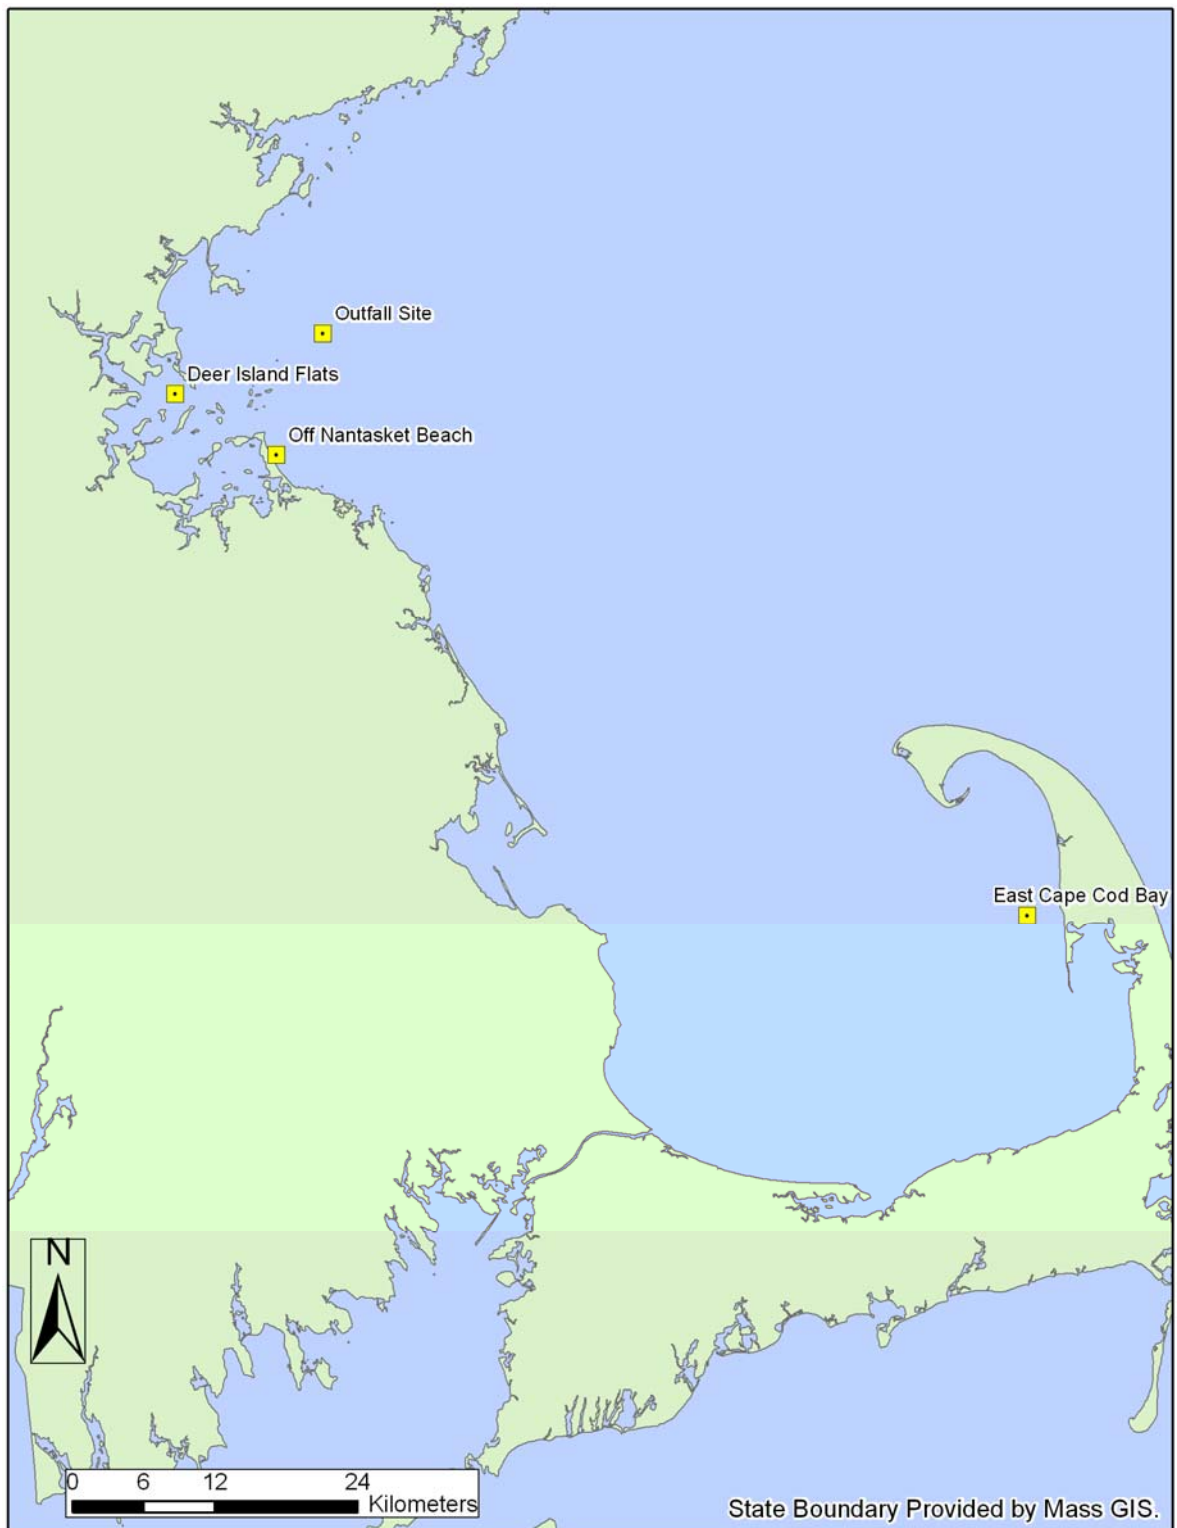 Outfall Site
Deer Island Flats
Off Nantasket Beach
East Cape Cod Bay
N
0 6 12 24
Kilometers
State Boundary Provided by Mass GIS.